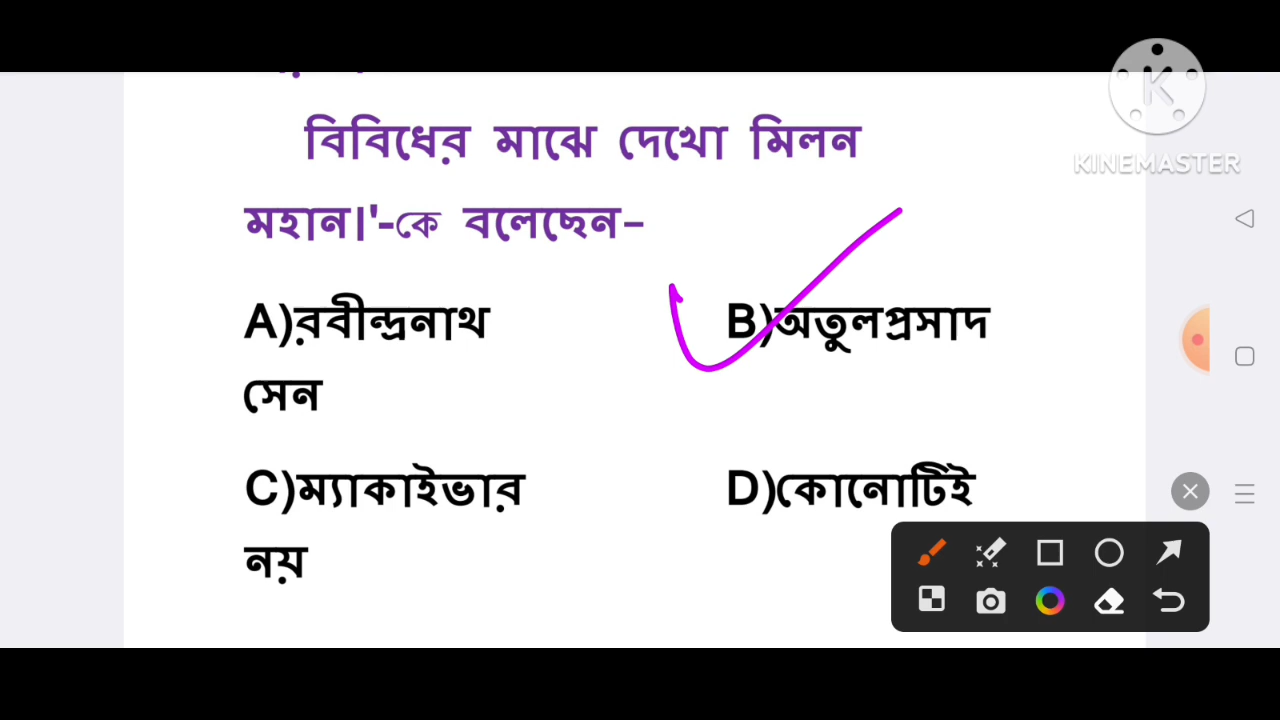 বিবিধের মাঝে দেখো মিলন
মহান।'-কে বলেছেন–
A)রবীন্দ্রনাথ B)অতুলপ্রসাদ
সেন
C)ম্যাকাইভার D)কোনোটিই
নয়
KINEMASTER